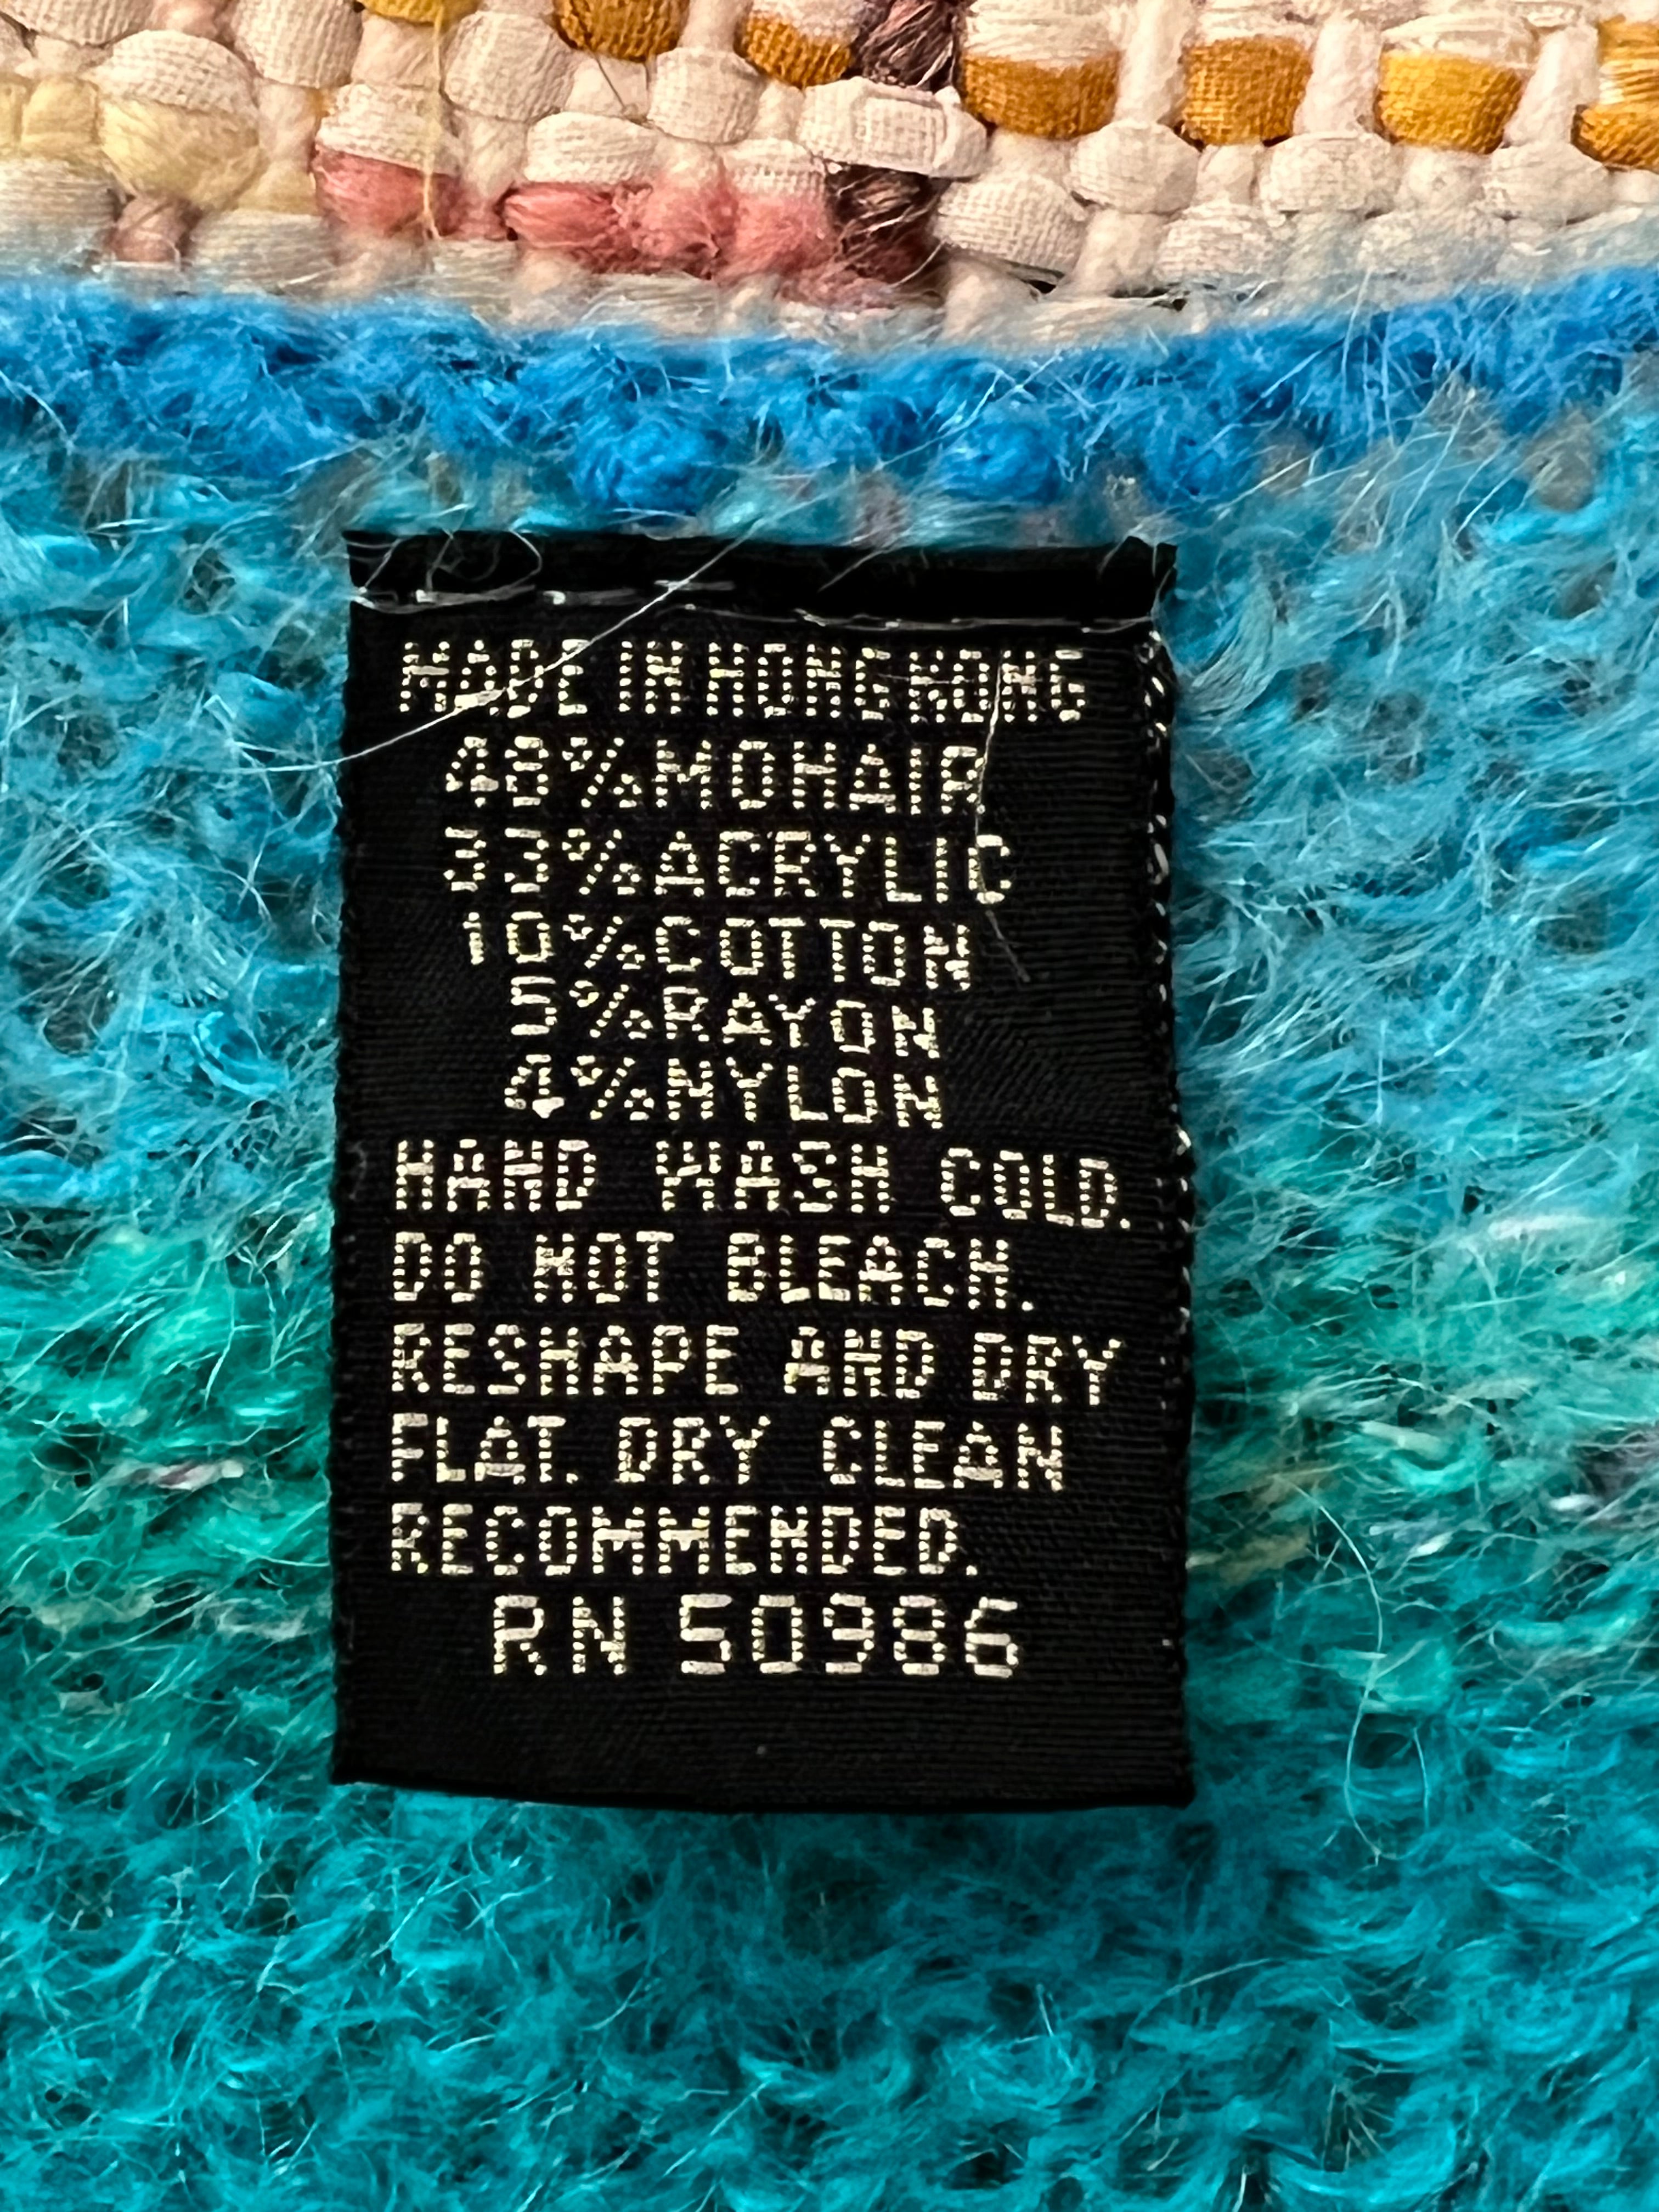 MADE IN HONG KONG
48%MOHAIR
33%ACRYLIC
10%COTTON
5%RAYON
4%NYLON
HAND WASH COLD.
DO NOT BLEACH.
RESHAPE AND DRY
FLAT. DRY CLEAN
RECOMMENDED.
RN 50986